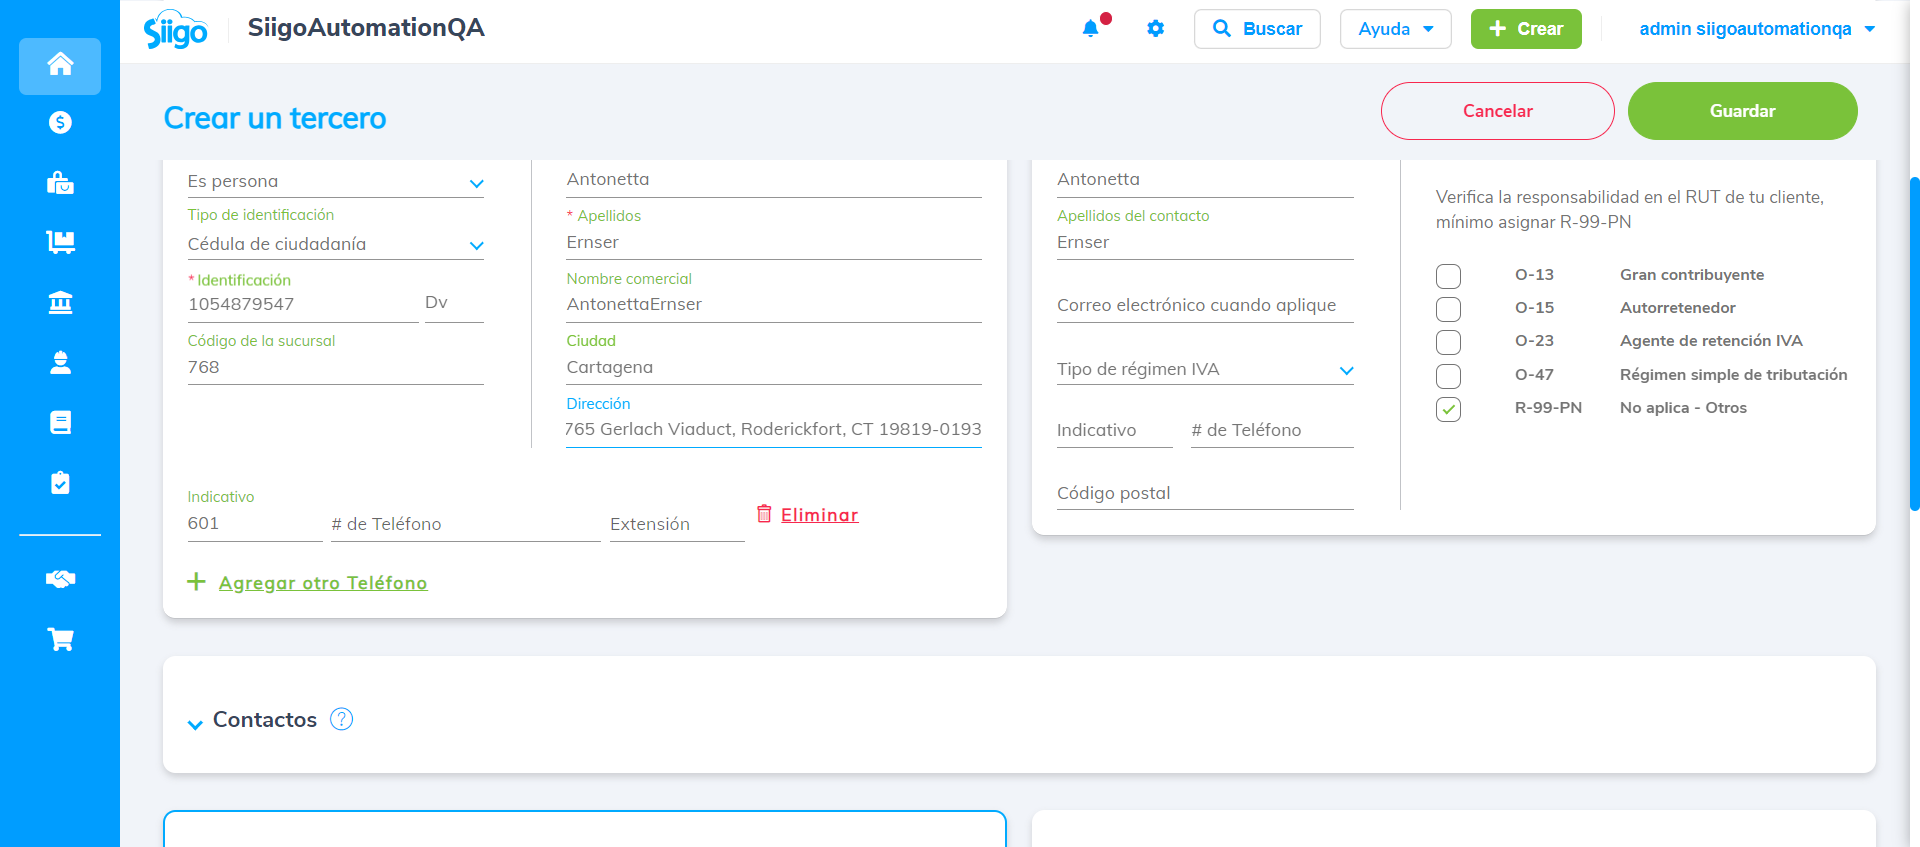 Siigo
SiigoAutomationQA
Buscar
Ayuda
Crear
admin siigoautomationqa
Crear un tercero
Cancelar
Guardar
Es persona
Tipo de identificación
Cédula de ciudadanía
* Identificación
1054879547
Dv
Código de la sucursal
768
Antonetta
* Apellidos
Ernser
Nombre comercial
AntonettaErnser
Ciudad
Cartagena
Dirección
765 Gerlach Viaduct, Roderickfort, CT 19819-0193
Indicativo
601
# de Teléfono
Extensión
Eliminar
Agregar otro Teléfono
Antonetta
Apellidos del contacto
Ernser
Correo electrónico cuando aplique
Tipo de régimen IVA
Indicativo
# de Teléfono
Código postal
Verifica la responsabilidad en el RUT de tu cliente,
mínimo asignar R-99-PN
O-13 Gran contribuyente
O-15 Autorretenedor
O-23 Agente de retención IVA
O-47 Régimen simple de tributación
R-99-PN No aplica - Otros
Contactos ?